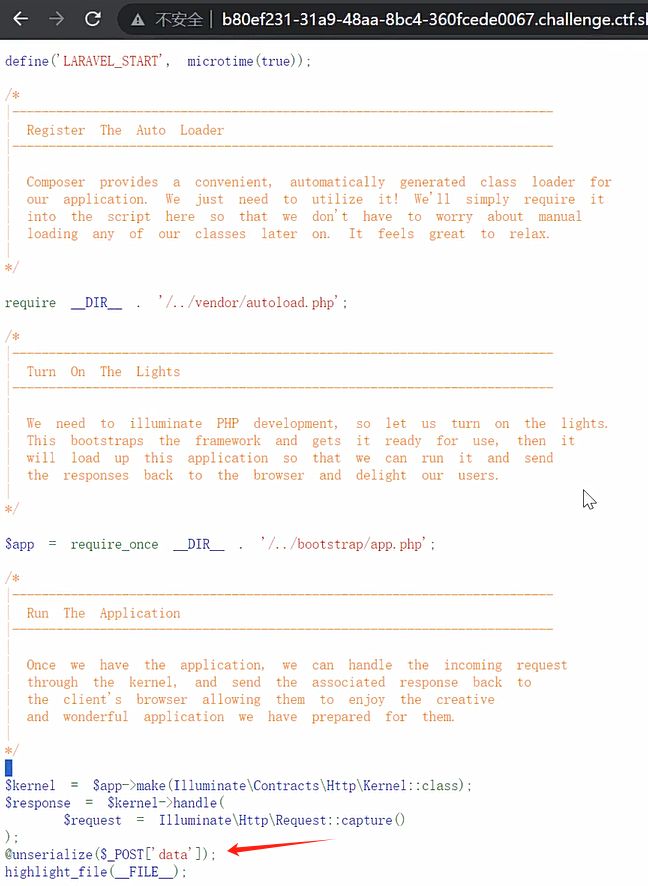 不安全 | b80ef231-31a9-48aa-8bc4-360fcede0067.challenge.ctf.sl
define('LARAVEL_START', microtime(true));
/*
|--------------------------------------------------------------------------
| Register The Auto Loader
|--------------------------------------------------------------------------
|
| Composer provides a convenient, automatically generated class loader for
| our application. We just need to utilize it! We'll simply require it
| into the script here so that we don't have to worry about manual
| loading any of our classes later on. It feels great to relax.
|
*/
require __DIR__ . '/../vendor/autoload.php';
/*
|--------------------------------------------------------------------------
| Turn On The Lights
|--------------------------------------------------------------------------
|
| We need to illuminate PHP development, so let us turn on the lights.
| This bootstraps the framework and gets it ready for use, then it
| will load up this application so that we can run it and send
| the responses back to the browser and delight our users.
|
*/
$app = require_once __DIR__ . '/../bootstrap/app.php';
/*
|--------------------------------------------------------------------------
| Run The Application
|--------------------------------------------------------------------------
|
| Once we have the application, we can handle the incoming request
| through the kernel, and send the associated response back to
| the client's browser allowing them to enjoy the creative
| and wonderful application we have prepared for them.
|
*/
$kernel = $app->make(Illuminate\Contracts\Http\Kernel::class);
$response = $kernel->handle(
$request = Illuminate\Http\Request::capture()
);
@unserialize($_POST['data']);
highlight_file(__FILE__);